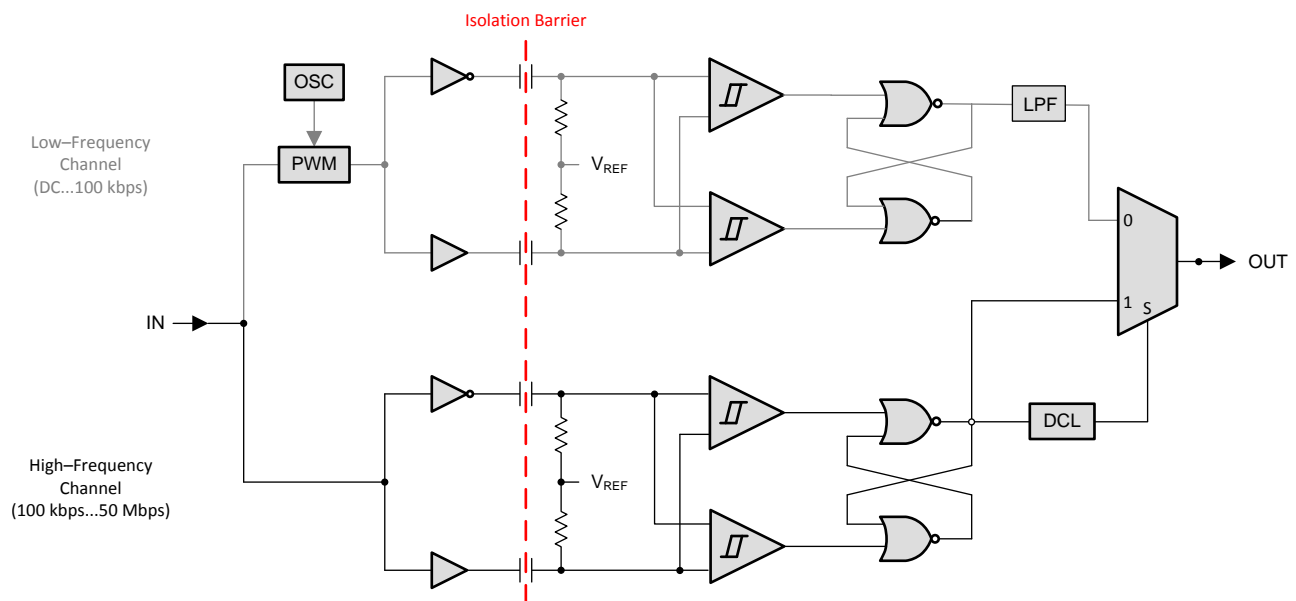 Isolation Barrier
OSC
PWM
Low–Frequency
Channel
(DC...100 kbps)
VREF
LPF
0
1
S
OUT
IN
DCL
High–Frequency
Channel
(100 kbps...50 Mbps)
VREF